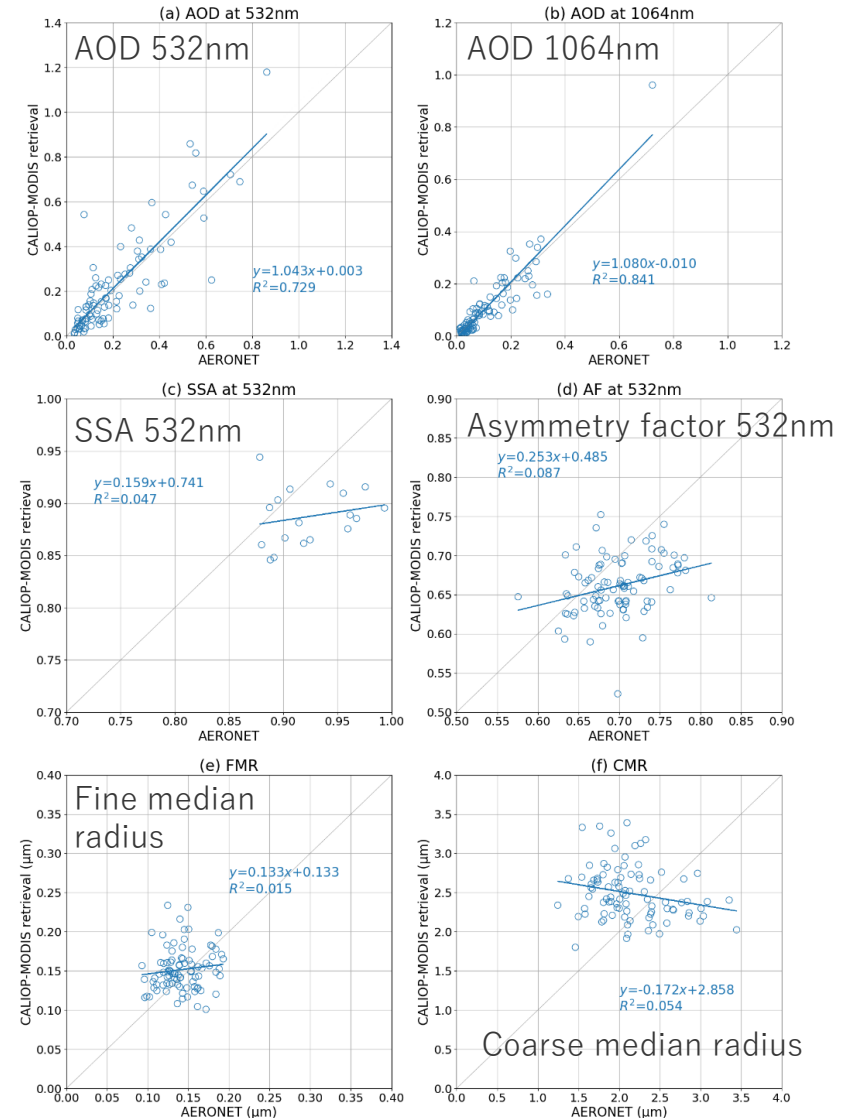 (a) AOD at 532nm
AOD 532nm
1.4
1.2
1.0
0.8
0.6
0.4
0.2
0.0
CALIOP-MODIS retrieval
y=1.043x+0.003
R²=0.729
0.0 0.2 0.4 0.6 0.8 1.0 1.2 1.4
AERONET
(b) AOD at 1064nm
AOD 1064nm
1.2
1.0
0.8
0.6
0.4
0.2
0.0
CALIOP-MODIS retrieval
y=1.080x-0.010
R²=0.841
0.0 0.2 0.4 0.6 0.8 1.0 1.2
AERONET
(c) SSA at 532nm
SSA 532nm
1.00
0.95
0.90
0.85
0.80
0.75
0.70
CALIOP-MODIS retrieval
y=0.159x+0.741
R²=0.047
0.70 0.75 0.80 0.85 0.90 0.95 1.00
AERONET
(d) AF at 532nm
Asymmetry factor 532nm
0.90
0.85
0.80
0.75
0.70
0.65
0.60
0.55
0.50
CALIOP-MODIS retrieval
y=0.253x+0.485
R²=0.087
0.50 0.55 0.60 0.65 0.70 0.75 0.80 0.85 0.90
AERONET
(e) FMR
Fine median
radius
0.40
0.35
0.30
0.25
0.20
0.15
0.10
0.05
0.00
CALIOP-MODIS retrieval (μm)
y=0.133x+0.133
R²=0.015
0.00 0.05 0.10 0.15 0.20 0.25 0.30 0.35 0.40
AERONET (μm)
(f) CMR
4.0
3.5
3.0
2.5
2.0
1.5
1.0
0.5
0.0
CALIOP-MODIS retrieval (μm)
y=-0.172x+2.858
R²=0.054
Coarse median radius
0.0 0.5 1.0 1.5 2.0 2.5 3.0 3.5 4.0
AERONET (μm)